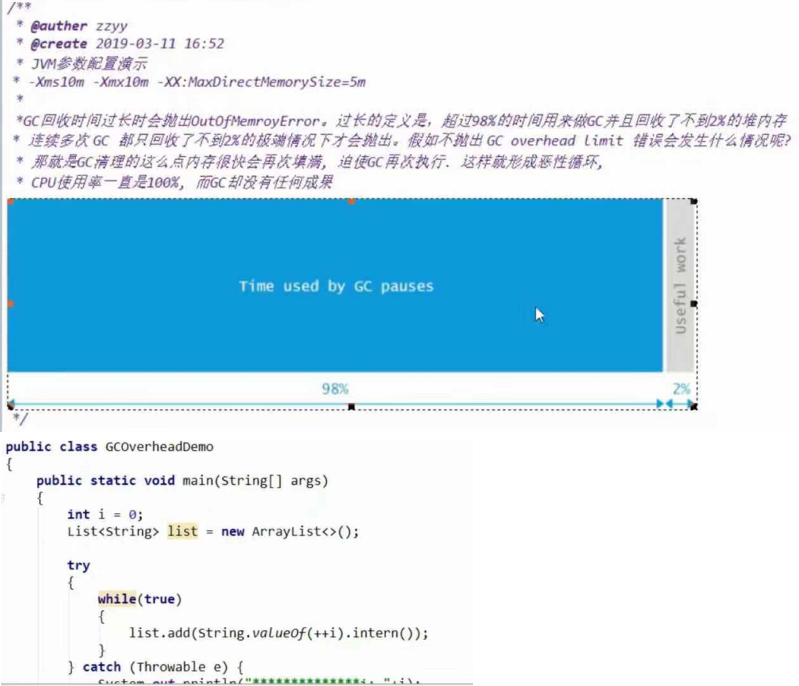 /**
* @auther zzyy
* @create 2019-03-11 16:52
* JVM参数配置演示
* -Xms10m -Xmx10m -XX:MaxDirectMemorySize=5m
*
*GC回收时间过长时会抛出OutOfMemroyError。过长的定义是，超过98%的时间用来做GC并且回收了不到2%的堆内存
* 连续多次GC 都只回收了不到2%的极端情况下才会抛出。假如不抛出 GC overhead limit 错误会发生什么情况呢?
* 那就是GC清理的这么点内存很快会再次填满, 迫使GC再次执行. 这样就形成恶性循环,
* CPU使用率一直是100%, 而GC却没有任何成果
Time used by GC pauses
Useful work
98%
2%
*/
public class GCOverheadDemo
{
public static void main(String[] args)
{
int i = 0;
List<String> list = new ArrayList<>();
try
{
while(true)
{
list.add(String.valueOf(++i).intern());
}
} catch (Throwable e) {
System.out.println("**************i: "+i);